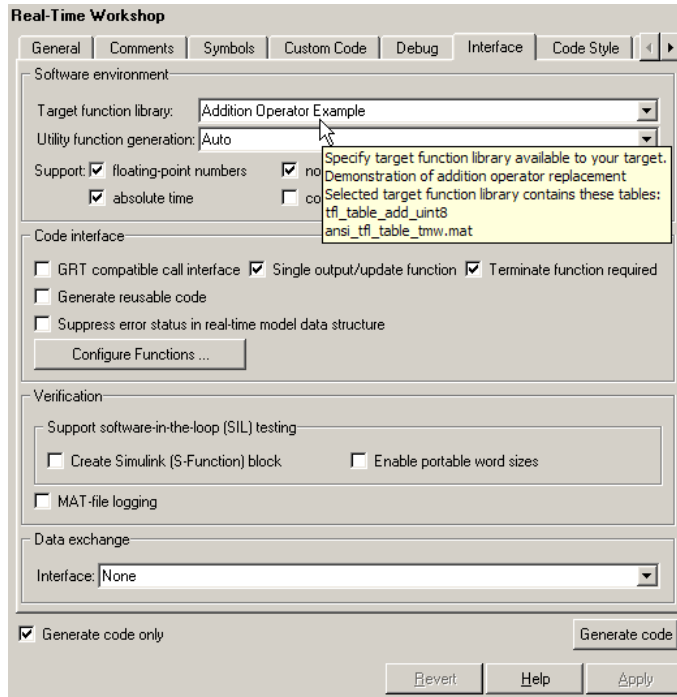 Real-Time Workshop
General Comments Symbols Custom Code Debug Interface Code Style
Software environment
Target function library: Addition Operator Example
Utility function generation: Auto
Specify target function library available to your target.
Demonstration of addition operator replacement
Selected target function library contains these tables:
tfl_table_add_uint8
ansi_tfl_table_tmw.mat
Support: floating-point numbers
absolute time
Code interface
GRT compatible call interface Single output/update function Terminate function required
Generate reusable code
Suppress error status in real-time model data structure
Configure Functions ...
Verification
Support software-in-the-loop (SIL) testing
Create Simulink (S-Function) block Enable portable word sizes
MAT-file logging
Data exchange
Interface: None
Generate code only Generate code
Revert Help Apply